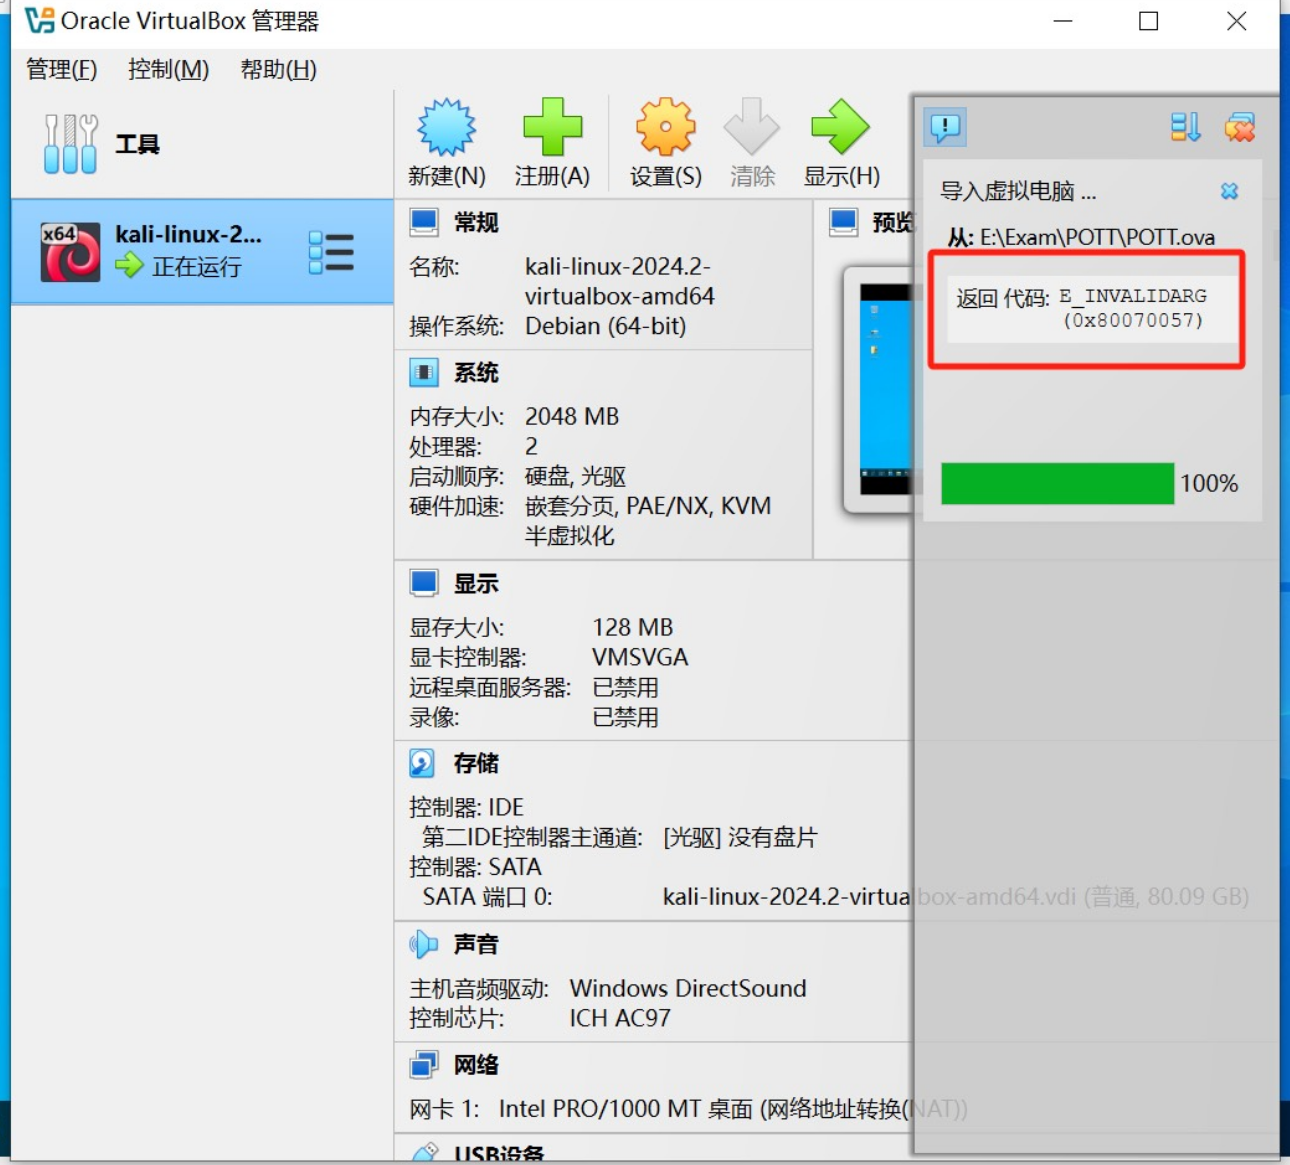 Oracle VirtualBox 管理器
管理(F) 控制(M) 帮助(H)
工具
新建(N) 注册(A) 设置(S) 清除 显示(H)
x64
kali-linux-2...
正在运行
常规
名称: kali-linux-2024.2-
virtualbox-amd64
操作系统: Debian (64-bit)
系统
内存大小: 2048 MB
处理器: 2
启动顺序: 硬盘, 光驱
硬件加速: 嵌套分页, PAE/NX, KVM
半虚拟化
预览
显示
显存大小: 128 MB
显卡控制器: VMSVGA
远程桌面服务器: 已禁用
录像: 已禁用
存储
控制器: IDE
第二IDE控制器主通道: [光驱] 没有盘片
控制器: SATA
SATA 端口 0: kali-linux-2024.2-virtualbox-amd64.vdi (普通, 80.09 GB)
声音
主机音频驱动: Windows DirectSound
控制芯片: ICH AC97
网络
网卡 1: Intel PRO/1000 MT 桌面 (网络地址转换(NAT))
USB设备
导入虚拟电脑 ...
从: E:\Exam\POTT\POTT.ova
返回 代码: E_INVALIDARG
(0x80070057)
100%